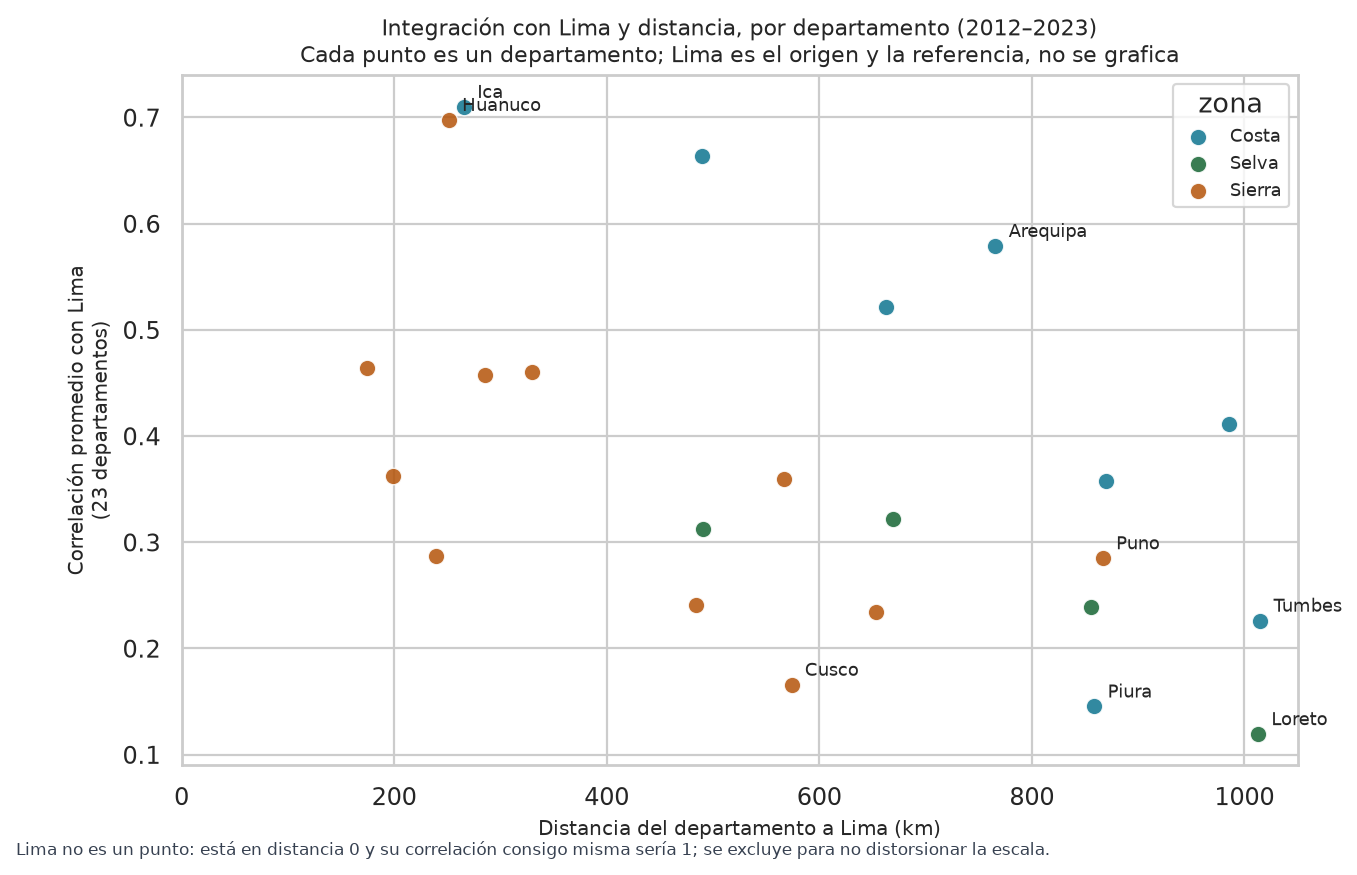 Integración con Lima y distancia, por departamento (2012–2023)
Cada punto es un departamento; Lima es el origen y la referencia, no se grafica
Correlación promedio con Lima
(23 departamentos)
0.7
0.6
0.5
0.4
0.3
0.2
0.1
Ica
Huanuco
Arequipa
Puno
Tumbes
Cusco
Piura
Loreto
zona
Costa
Selva
Sierra
0
200
400
600
800
1000
Distancia del departamento a Lima (km)
Lima no es un punto: está en distancia 0 y su correlación consigo misma sería 1; se excluye para no distorsionar la escala.